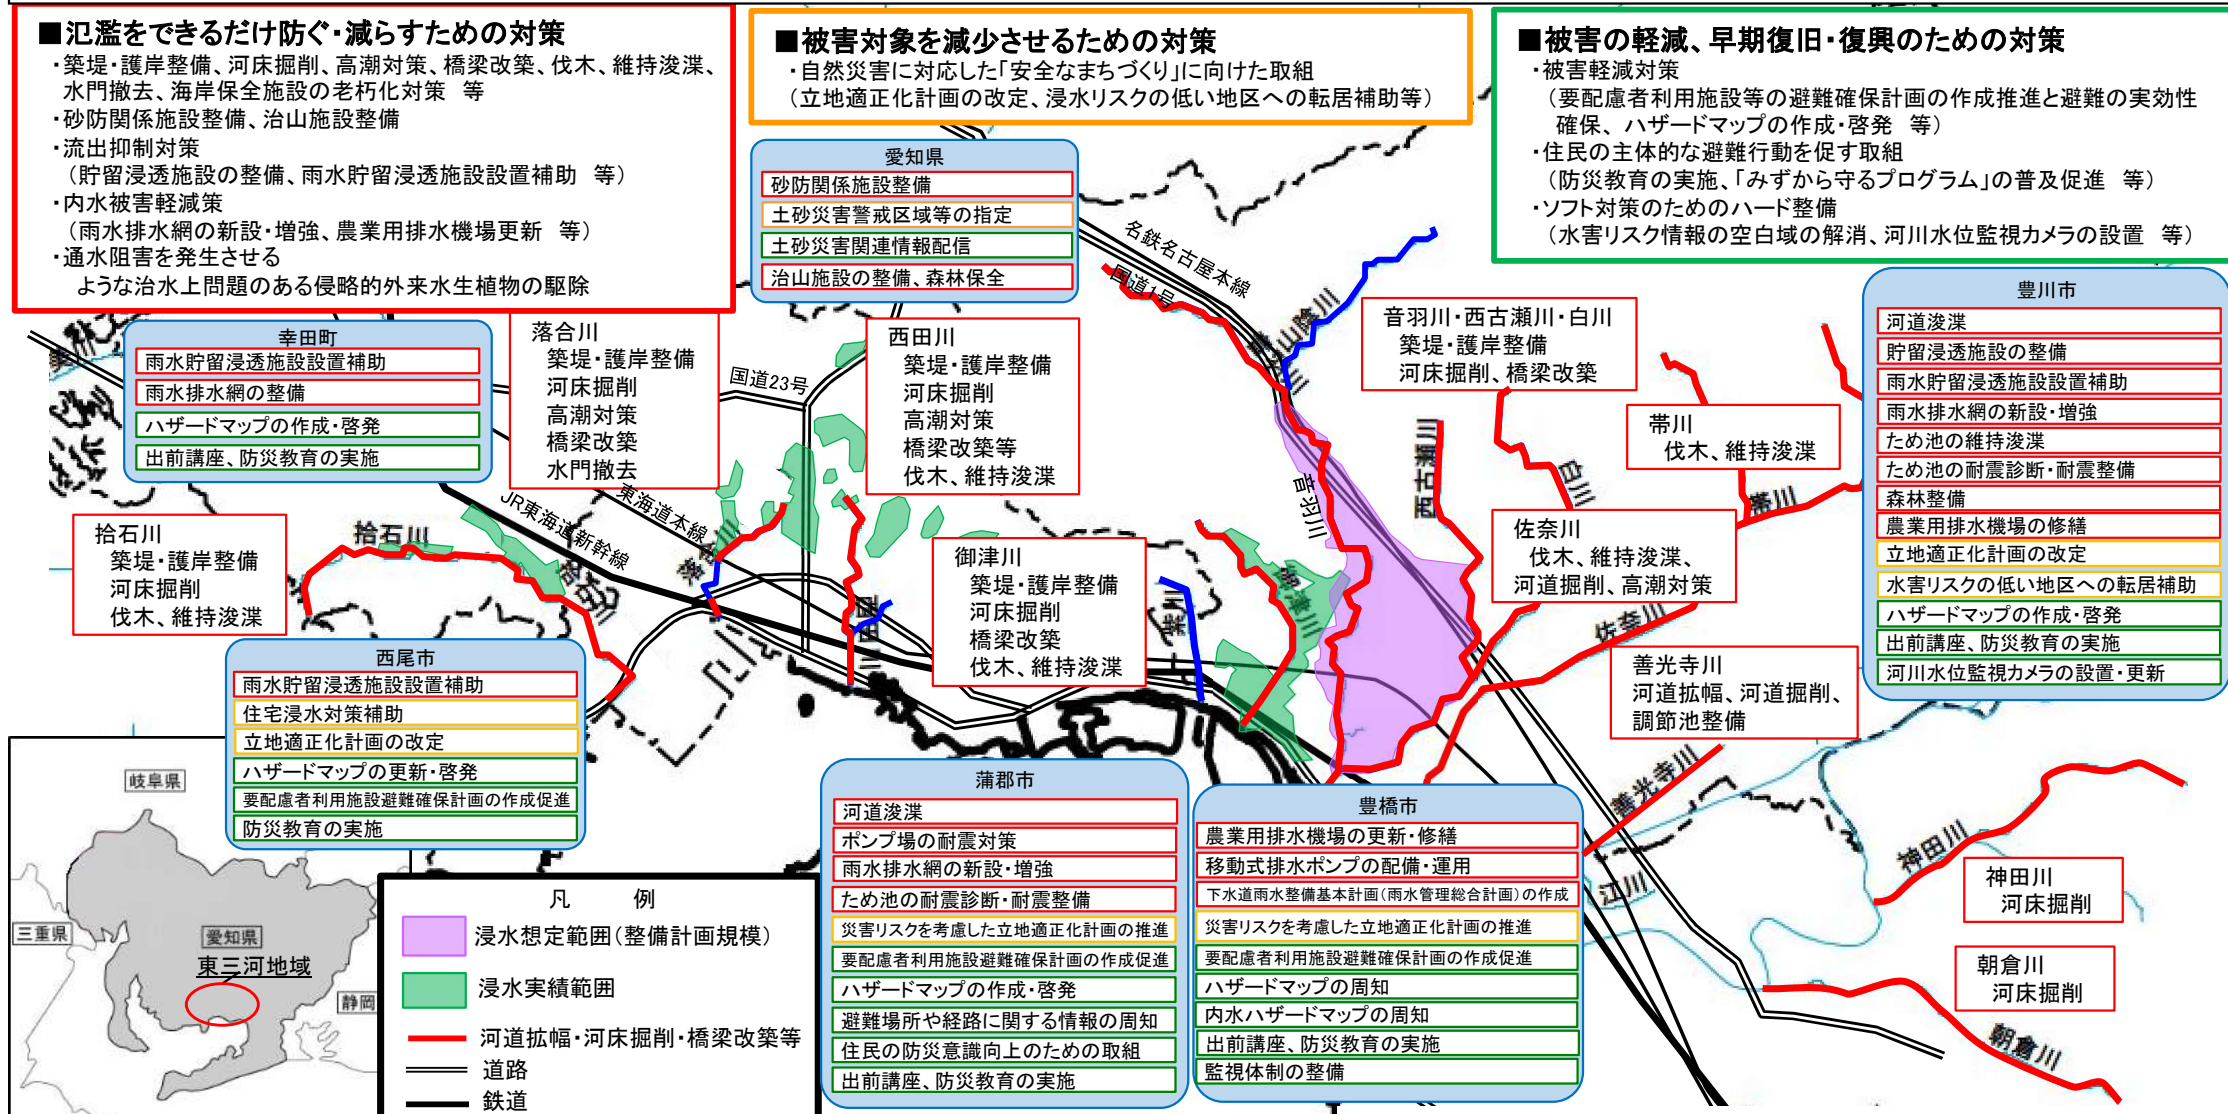 ■氾濫をできるだけ防ぐ・減らすための対策
・築堤・護岸整備、河床掘削、高潮対策、橋梁改築、伐木、維持浚渫、
水門撤去、海岸保全施設の老朽化対策 等
・砂防関係施設整備、治山施設整備
・流出抑制対策
(貯留浸透施設の整備、雨水貯留浸透施設設置補助 等)
・内水被害軽減策
(雨水排水網の新設・増強、農業用排水機場更新 等)
・通水阻害を発生させる
ような治水上問題のある侵略的外来水生植物の駆除
■被害対象を減少させるための対策
・自然災害に対応した「安全なまちづくり」に向けた取組
(立地適正化計画の改定、浸水リスクの低い地区への転居補助等)
■被害の軽減、早期復旧・復興のための対策
・被害軽減対策
(要配慮者利用施設等の避難確保計画の作成推進と避難の実効性
確保、ハザードマップの作成・啓発 等)
・住民の主体的な避難行動を促す取組
(防災教育の実施、「みずから守るプログラム」の普及促進 等)
・ソフト対策のためのハード整備
(水害リスク情報の空白域の解消、河川水位監視カメラの設置 等)
愛知県
砂防関係施設整備
土砂災害警戒区域等の指定
土砂災害関連情報配信
治山施設の整備、森林保全
幸田町
雨水貯留浸透施設設置補助
雨水排水網の整備
ハザードマップの作成・啓発
出前講座、防災教育の実施
落合川
築堤・護岸整備
河床掘削
高潮対策
橋梁改築
水門撤去
西田川
築堤・護岸整備
河床掘削
高潮対策
橋梁改築等
伐木、維持浚渫
音羽川・西古瀬川・白川
築堤・護岸整備
河床掘削、橋梁改築
帯川
伐木、維持浚渫
豊川市
河道浚渫
貯留浸透施設の整備
雨水貯留浸透施設設置補助
雨水排水網の新設・増強
ため池の維持浚渫
ため池の耐震診断・耐震整備
森林整備
農業用排水機場の修繕
立地適正化計画の改定
水害リスクの低い地区への転居補助
ハザードマップの作成・啓発
出前講座、防災教育の実施
河川水位監視カメラの設置・更新
名鉄名古屋本線
国道1号
山陰川
国道23号
東海道本線
JR東海道新幹線
拾石川
音羽川
西古瀬川
白川
帯川
佐奈川
善光寺川
江川
神田川
朝倉川
紫川
拾石川
築堤・護岸整備
河床掘削
伐木、維持浚渫
御津川
築堤・護岸整備
河床掘削
橋梁改築
伐木、維持浚渫
佐奈川
伐木、維持浚渫、
河道掘削、高潮対策
善光寺川
河道拡幅、河道掘削、
調節池整備
神田川
河床掘削
朝倉川
河床掘削
西尾市
雨水貯留浸透施設設置補助
住宅浸水対策補助
立地適正化計画の改定
ハザードマップの更新・啓発
要配慮者利用施設避難確保計画の作成促進
防災教育の実施
蒲郡市
河道浚渫
ポンプ場の耐震対策
雨水排水網の新設・増強
ため池の耐震診断・耐震整備
災害リスクを考慮した立地適正化計画の推進
要配慮者利用施設避難確保計画の作成促進
ハザードマップの作成・啓発
避難場所や経路に関する情報の周知
住民の防災意識向上のための取組
出前講座、防災教育の実施
豊橋市
農業用排水機場の更新・修繕
移動式排水ポンプの配備・運用
下水道雨水整備基本計画(雨水管理総合計画)の作成
災害リスクを考慮した立地適正化計画の推進
要配慮者利用施設避難確保計画の作成促進
ハザードマップの周知
内水ハザードマップの周知
出前講座、防災教育の実施
監視体制の整備
岐阜県
三重県
愛知県
東三河地域
静岡
凡 例
浸水想定範囲(整備計画規模)
浸水実績範囲
河道拡幅・河床掘削・橋梁改築等
道路
鉄道